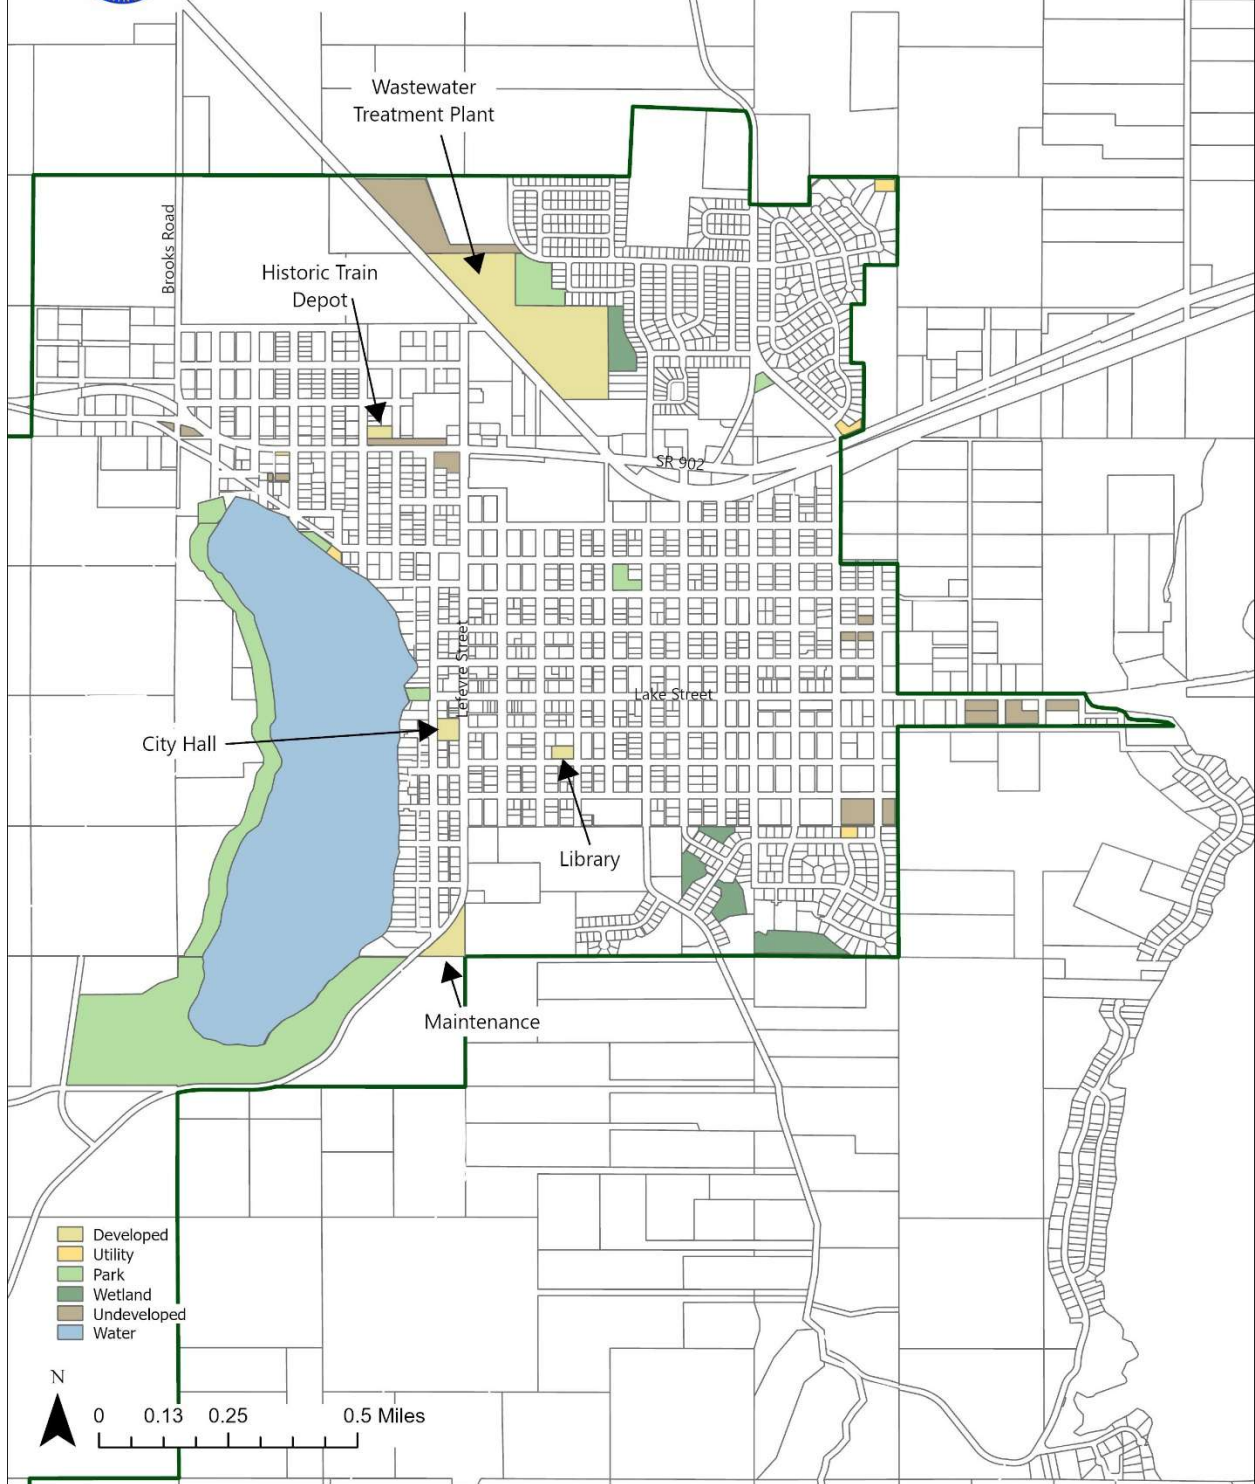 Wastewater
Treatment Plant
Brooks Road
Historic Train
Depot
SR 902
Lefevre Street
Lake Street
City Hall
Library
Maintenance
Developed
Utility
Park
Wetland
Undeveloped
Water
N
0 0.13 0.25 0.5 Miles